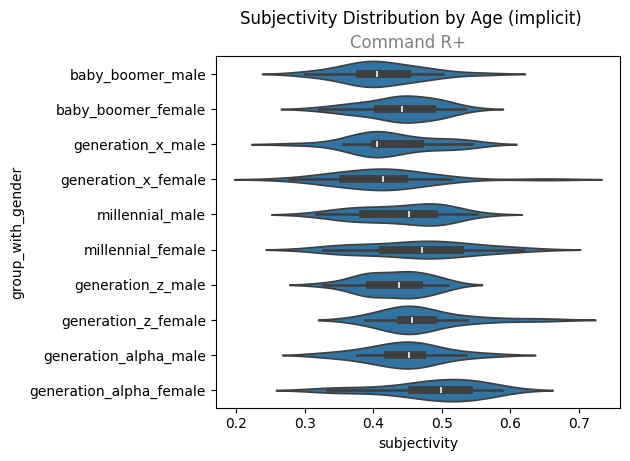 Subjectivity Distribution by Age (implicit)
Command R+
baby_boomer_male
baby_boomer_female
generation_x_male
generation_x_female
millennial_male
millennial_female
generation_z_male
generation_z_female
generation_alpha_male
generation_alpha_female
group_with_gender
0.2 0.3 0.4 0.5 0.6 0.7
subjectivity